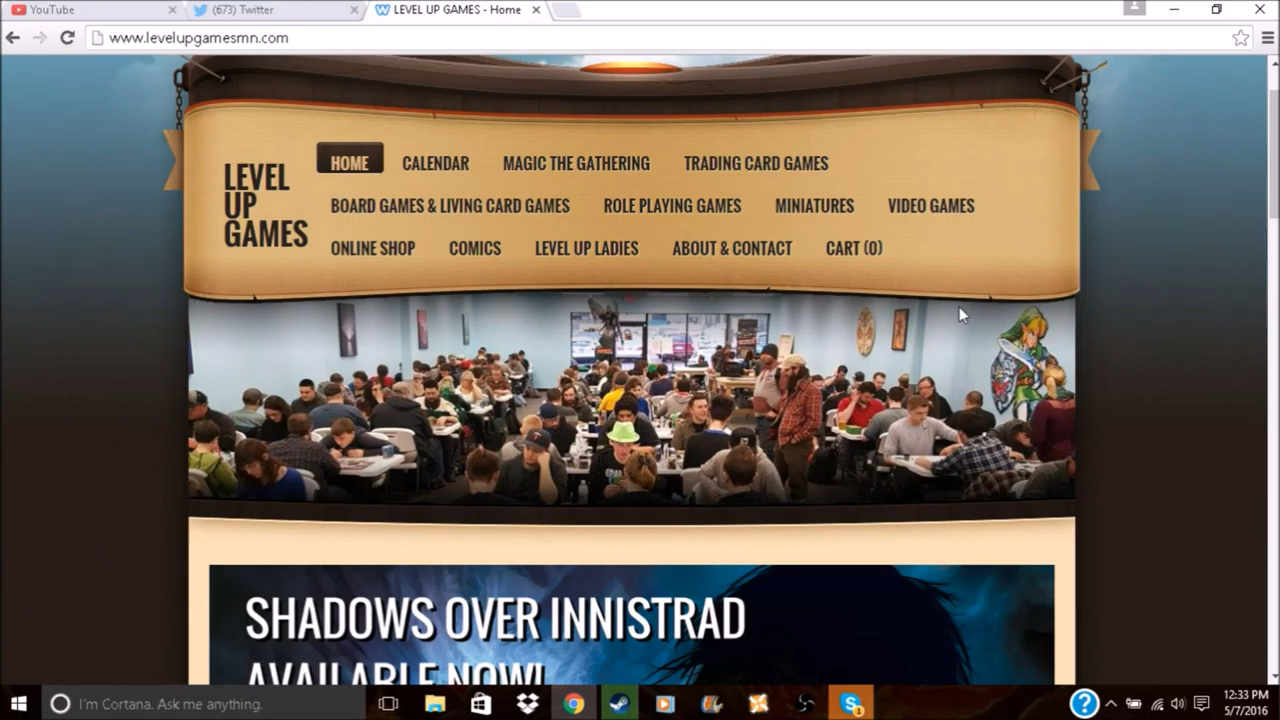 YouTube
(673) Twitter
LEVEL UP GAMES - Home
www.levelupgamesmn.com
LEVEL
UP
GAMES
HOME CALENDAR MAGIC THE GATHERING TRADING CARD GAMES
BOARD GAMES & LIVING CARD GAMES ROLE PLAYING GAMES MINIATURES VIDEO GAMES
ONLINE SHOP COMICS LEVEL UP LADIES ABOUT & CONTACT CART (0)
SHADOWS OVER INNISTRAD
AVAILABLE NOW!
I'm Cortana. Ask me anything.
12:33 PM
5/7/2016